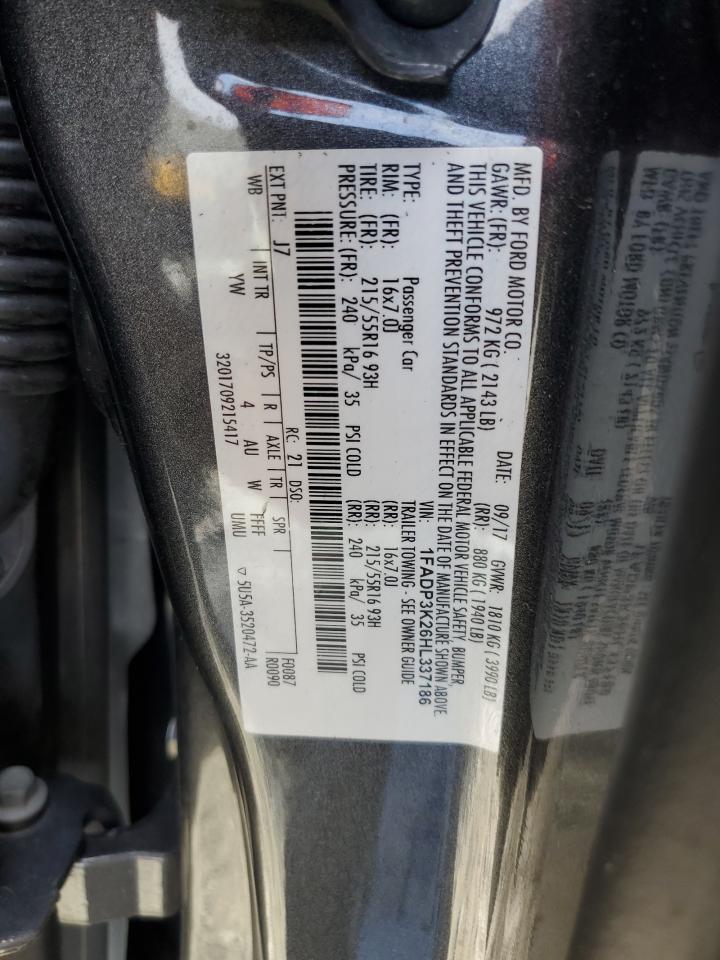 MFD. BY FORD MOTOR CO.
DATE: 09/17 GVWR: 1810 KG ( 3990 LB)
GAWR: (FR): 972 KG ( 2143 LB) (RR): 880 KG ( 1940 LB)
THIS VEHICLE CONFORMS TO ALL APPLICABLE FEDERAL MOTOR VEHICLE SAFETY, BUMPER,
AND THEFT PREVENTION STANDARDS IN EFFECT ON THE DATE OF MANUFACTURE SHOWN ABOVE
VIN: 1FADP3K26HL337186
TYPE: Passenger Car TRAILER TOWING - SEE OWNER GUIDE
RIM: (FR): 16x7.0J (RR): 16x7.0J
TIRE: (FR): 215/55R16 93H (RR): 215/55R16 93H
PRESSURE: (FR): 240 kPa/ 35 PSI COLD (RR): 240 kPa/ 35 PSI COLD
EXT PNT: J7 RC: 21 DSO: F0087
R0090
WB INT TR TP/PS R AXLE TR SPR
YW 4 AU W FFFF UMU
3201709215417 ▽ 5U5A-3520472-AA